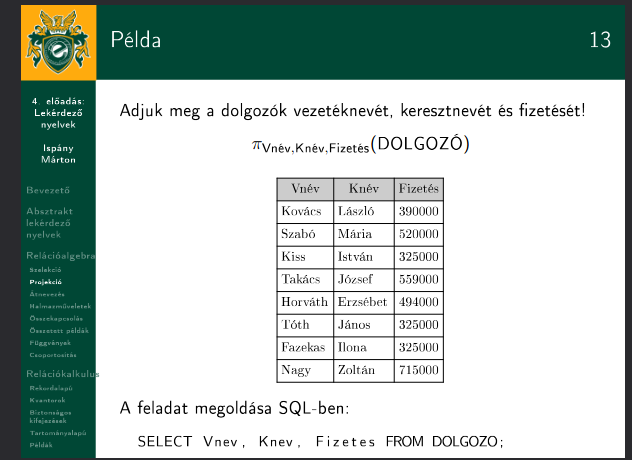 Példa 13
4. előadás:
Lekérdező
nyelvek
Ispány
Márton
Bevezető
Absztrakt
lekérdező
nyelvek
Relációalgebra
Szelekció
Projekció
Átnevezés
Halmazműveletek
Összekapcsolás
Összetett példák
Függvények
Csoportosítás
Relációkalkulus
Rekordalapú
Kvantorok
Biztonságos
kifejezések
Tartományalapú
Példák
Adjuk meg a dolgozók vezetéknevét, keresztnevét és fizetését!
πVnév,Knév,Fizetés(DOLGOZÓ)
Vnév Knév Fizetés
Kovács László 390000
Szabó Mária 520000
Kiss István 325000
Takács József 559000
Horváth Erzsébet 494000
Tóth János 325000
Fazekas Ilona 325000
Nagy Zoltán 715000
A feladat megoldása SQL-ben:
SELECT Vnev, Knev, Fizetes FROM DOLGOZO;